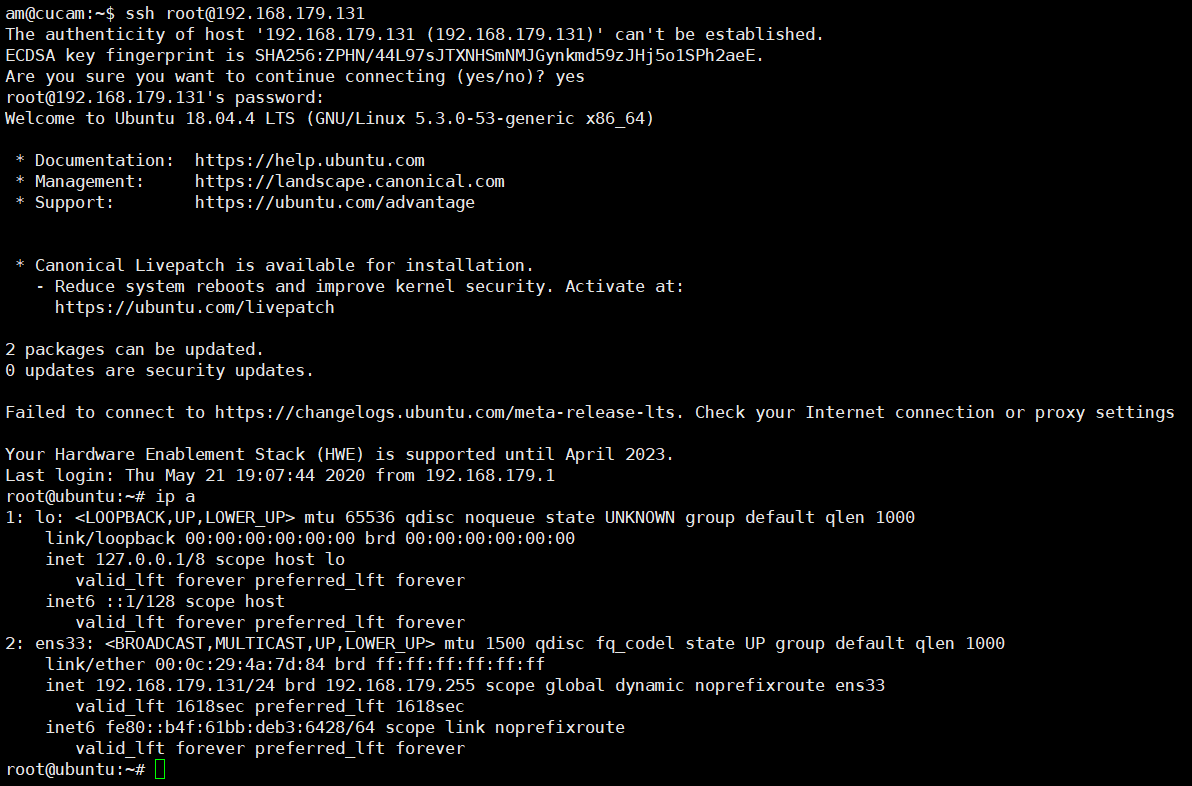 am@cucam:~$ ssh root@192.168.179.131
The authenticity of host '192.168.179.131 (192.168.179.131)' can't be established.
ECDSA key fingerprint is SHA256:ZPHN/44L97sJTXNHSmNMJGynkmd59zJHj5o1SPh2aeE.
Are you sure you want to continue connecting (yes/no)? yes
root@192.168.179.131's password:
Welcome to Ubuntu 18.04.4 LTS (GNU/Linux 5.3.0-53-generic x86_64)

 * Documentation:  https://help.ubuntu.com
 * Management:     https://landscape.canonical.com
 * Support:        https://ubuntu.com/advantage


 * Canonical Livepatch is available for installation.
   - Reduce system reboots and improve kernel security. Activate at:
     https://ubuntu.com/livepatch

2 packages can be updated.
0 updates are security updates.

Failed to connect to https://changelogs.ubuntu.com/meta-release-lts. Check your Internet connection or proxy settings

Your Hardware Enablement Stack (HWE) is supported until April 2023.
Last login: Thu May 21 19:07:44 2020 from 192.168.179.1
root@ubuntu:~# ip a
1: lo: <LOOPBACK,UP,LOWER_UP> mtu 65536 qdisc noqueue state UNKNOWN group default qlen 1000
    link/loopback 00:00:00:00:00:00 brd 00:00:00:00:00:00
    inet 127.0.0.1/8 scope host lo
       valid_lft forever preferred_lft forever
    inet6 ::1/128 scope host
       valid_lft forever preferred_lft forever
2: ens33: <BROADCAST,MULTICAST,UP,LOWER_UP> mtu 1500 qdisc fq_codel state UP group default qlen 1000
    link/ether 00:0c:29:4a:7d:84 brd ff:ff:ff:ff:ff:ff
    inet 192.168.179.131/24 brd 192.168.179.255 scope global dynamic noprefixroute ens33
       valid_lft 1618sec preferred_lft 1618sec
    inet6 fe80::b4f:61bb:deb3:6428/64 scope link noprefixroute
       valid_lft forever preferred_lft forever
root@ubuntu:~#